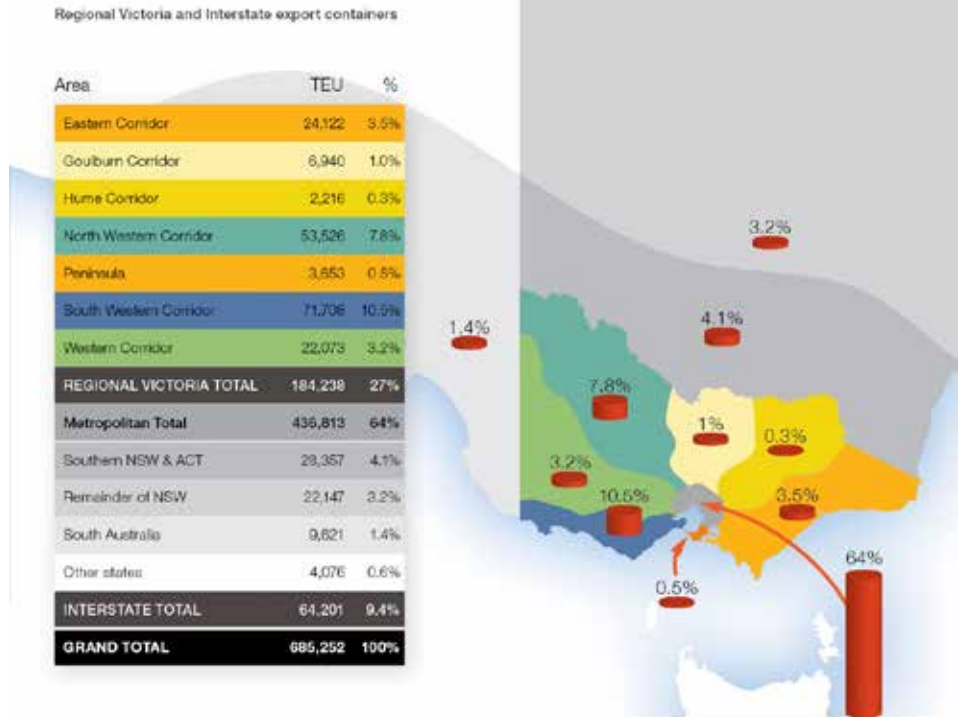 Regional Victoria and Interstate export containers
Area TEU %
Eastern Corridor 24,122 3.5%
Goulburn Corridor 6,940 1.0%
Hume Corridor 2,216 0.3%
North Western Corridor 53,526 7.8%
Peninsula 3,653 0.5%
South Western Corridor 71,708 10.5%
Western Corridor 22,073 3.2%
REGIONAL VICTORIA TOTAL 184,238 27%
Metropolitan Total 436,813 64%
Southern NSW & ACT 28,357 4.1%
Remainder of NSW 22,147 3.2%
South Australia 9,621 1.4%
Other states 4,076 0.6%
INTERSTATE TOTAL 64,201 9.4%
GRAND TOTAL 685,252 100%
3.2%
4.1%
1.4%
7.8%
1%
0.3%
3.2%
10.5%
3.5%
64%
0.5%